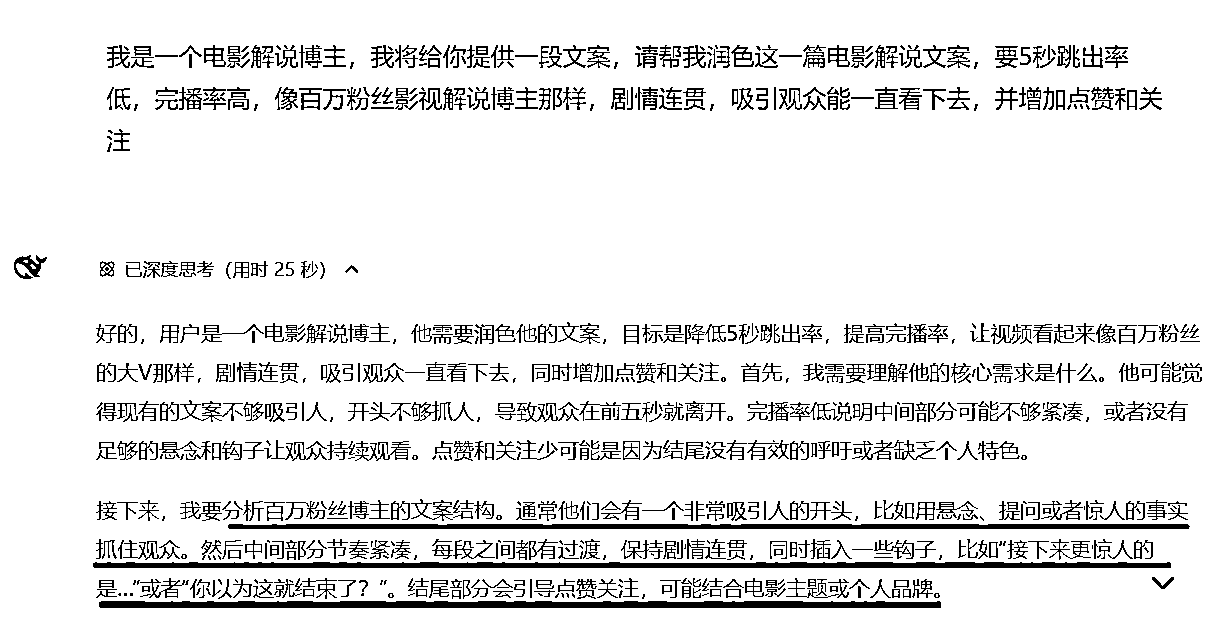 我是一个电影解说博主，我将给你提供一段文案，请帮我润色这一篇电影解说文案，要5秒跳出率
低，完播率高，像百万粉丝影视解说博主那样，剧情连贯，吸引观众能一直看下去，并增加点赞和关
注
已深度思考（用时 25 秒）
好的，用户是一个电影解说博主，他需要润色他的文案，目标是降低5秒跳出率，提高完播率，让视频看起来像百万粉丝
的大V那样，剧情连贯，吸引观众一直看下去，同时增加点赞和关注。首先，我需要理解他的核心需求是什么。他可能觉
得现有的文案不够吸引人，开头不够抓人，导致观众在前五秒就离开。完播率低说明中间部分可能不够紧凑，或者没有
足够的悬念和钩子让观众持续观看。点赞和关注少可能是因为结尾没有有效的呼吁或者缺乏个人特色。
接下来，我要分析百万粉丝博主的文案结构。通常他们会有一个非常吸引人的开头，比如用悬念、提问或者惊人的事实
抓住观众。然后中间部分节奏紧凑，每段之间都有过渡，保持剧情连贯，同时插入一些钩子，比如“接下来更惊人的
是...”或者“你以为这就结束了？”。结尾部分会引导点赞关注，可能结合电影主题或个人品牌。